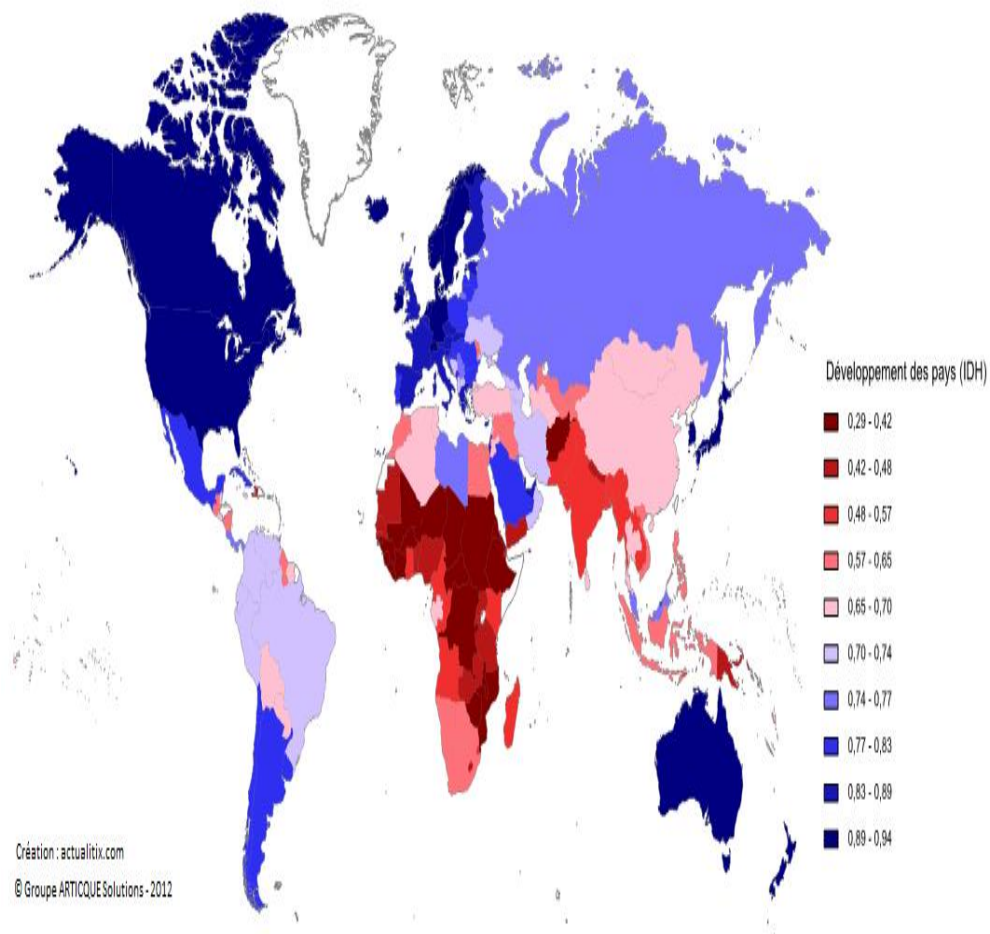 Développement des pays (IDH)
0,29 - 0,42
0,42 - 0,48
0,48 - 0,57
0,57 - 0,65
0,65 - 0,70
0,70 - 0,74
0,74 - 0,77
0,77 - 0,83
0,83 - 0,89
0,89 - 0,94
Création : actualitix.com
© Groupe ARTICQUE Solutions - 2012